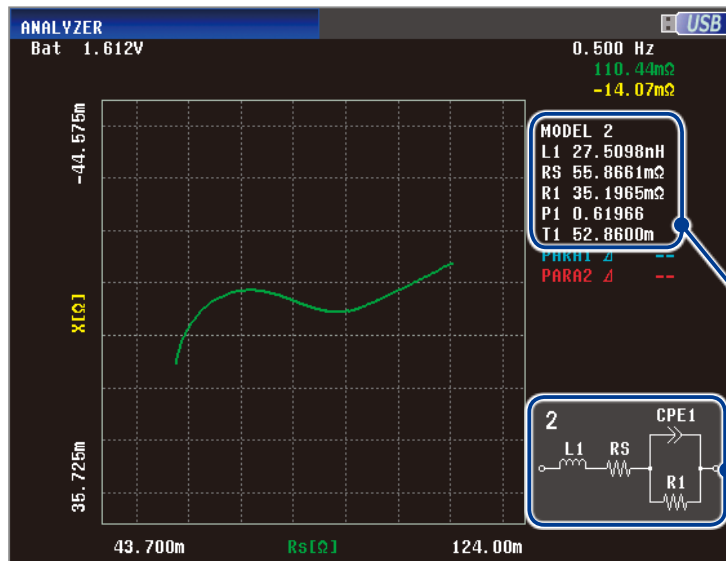 ANALYZER
USB
Bat 1.612V
0.500 Hz
110.44mΩ
-14.07mΩ
-44.575m
X[Ω]
35.725m
43.700m
Rs[Ω]
124.00m
MODEL 2
L1 27.5098nH
RS 55.8661mΩ
R1 35.1965mΩ
P1 0.61966
T1 52.8600m
PARA1 ⊿ --
PARA2 ⊿ --
2
CPE1
L1
RS
R1